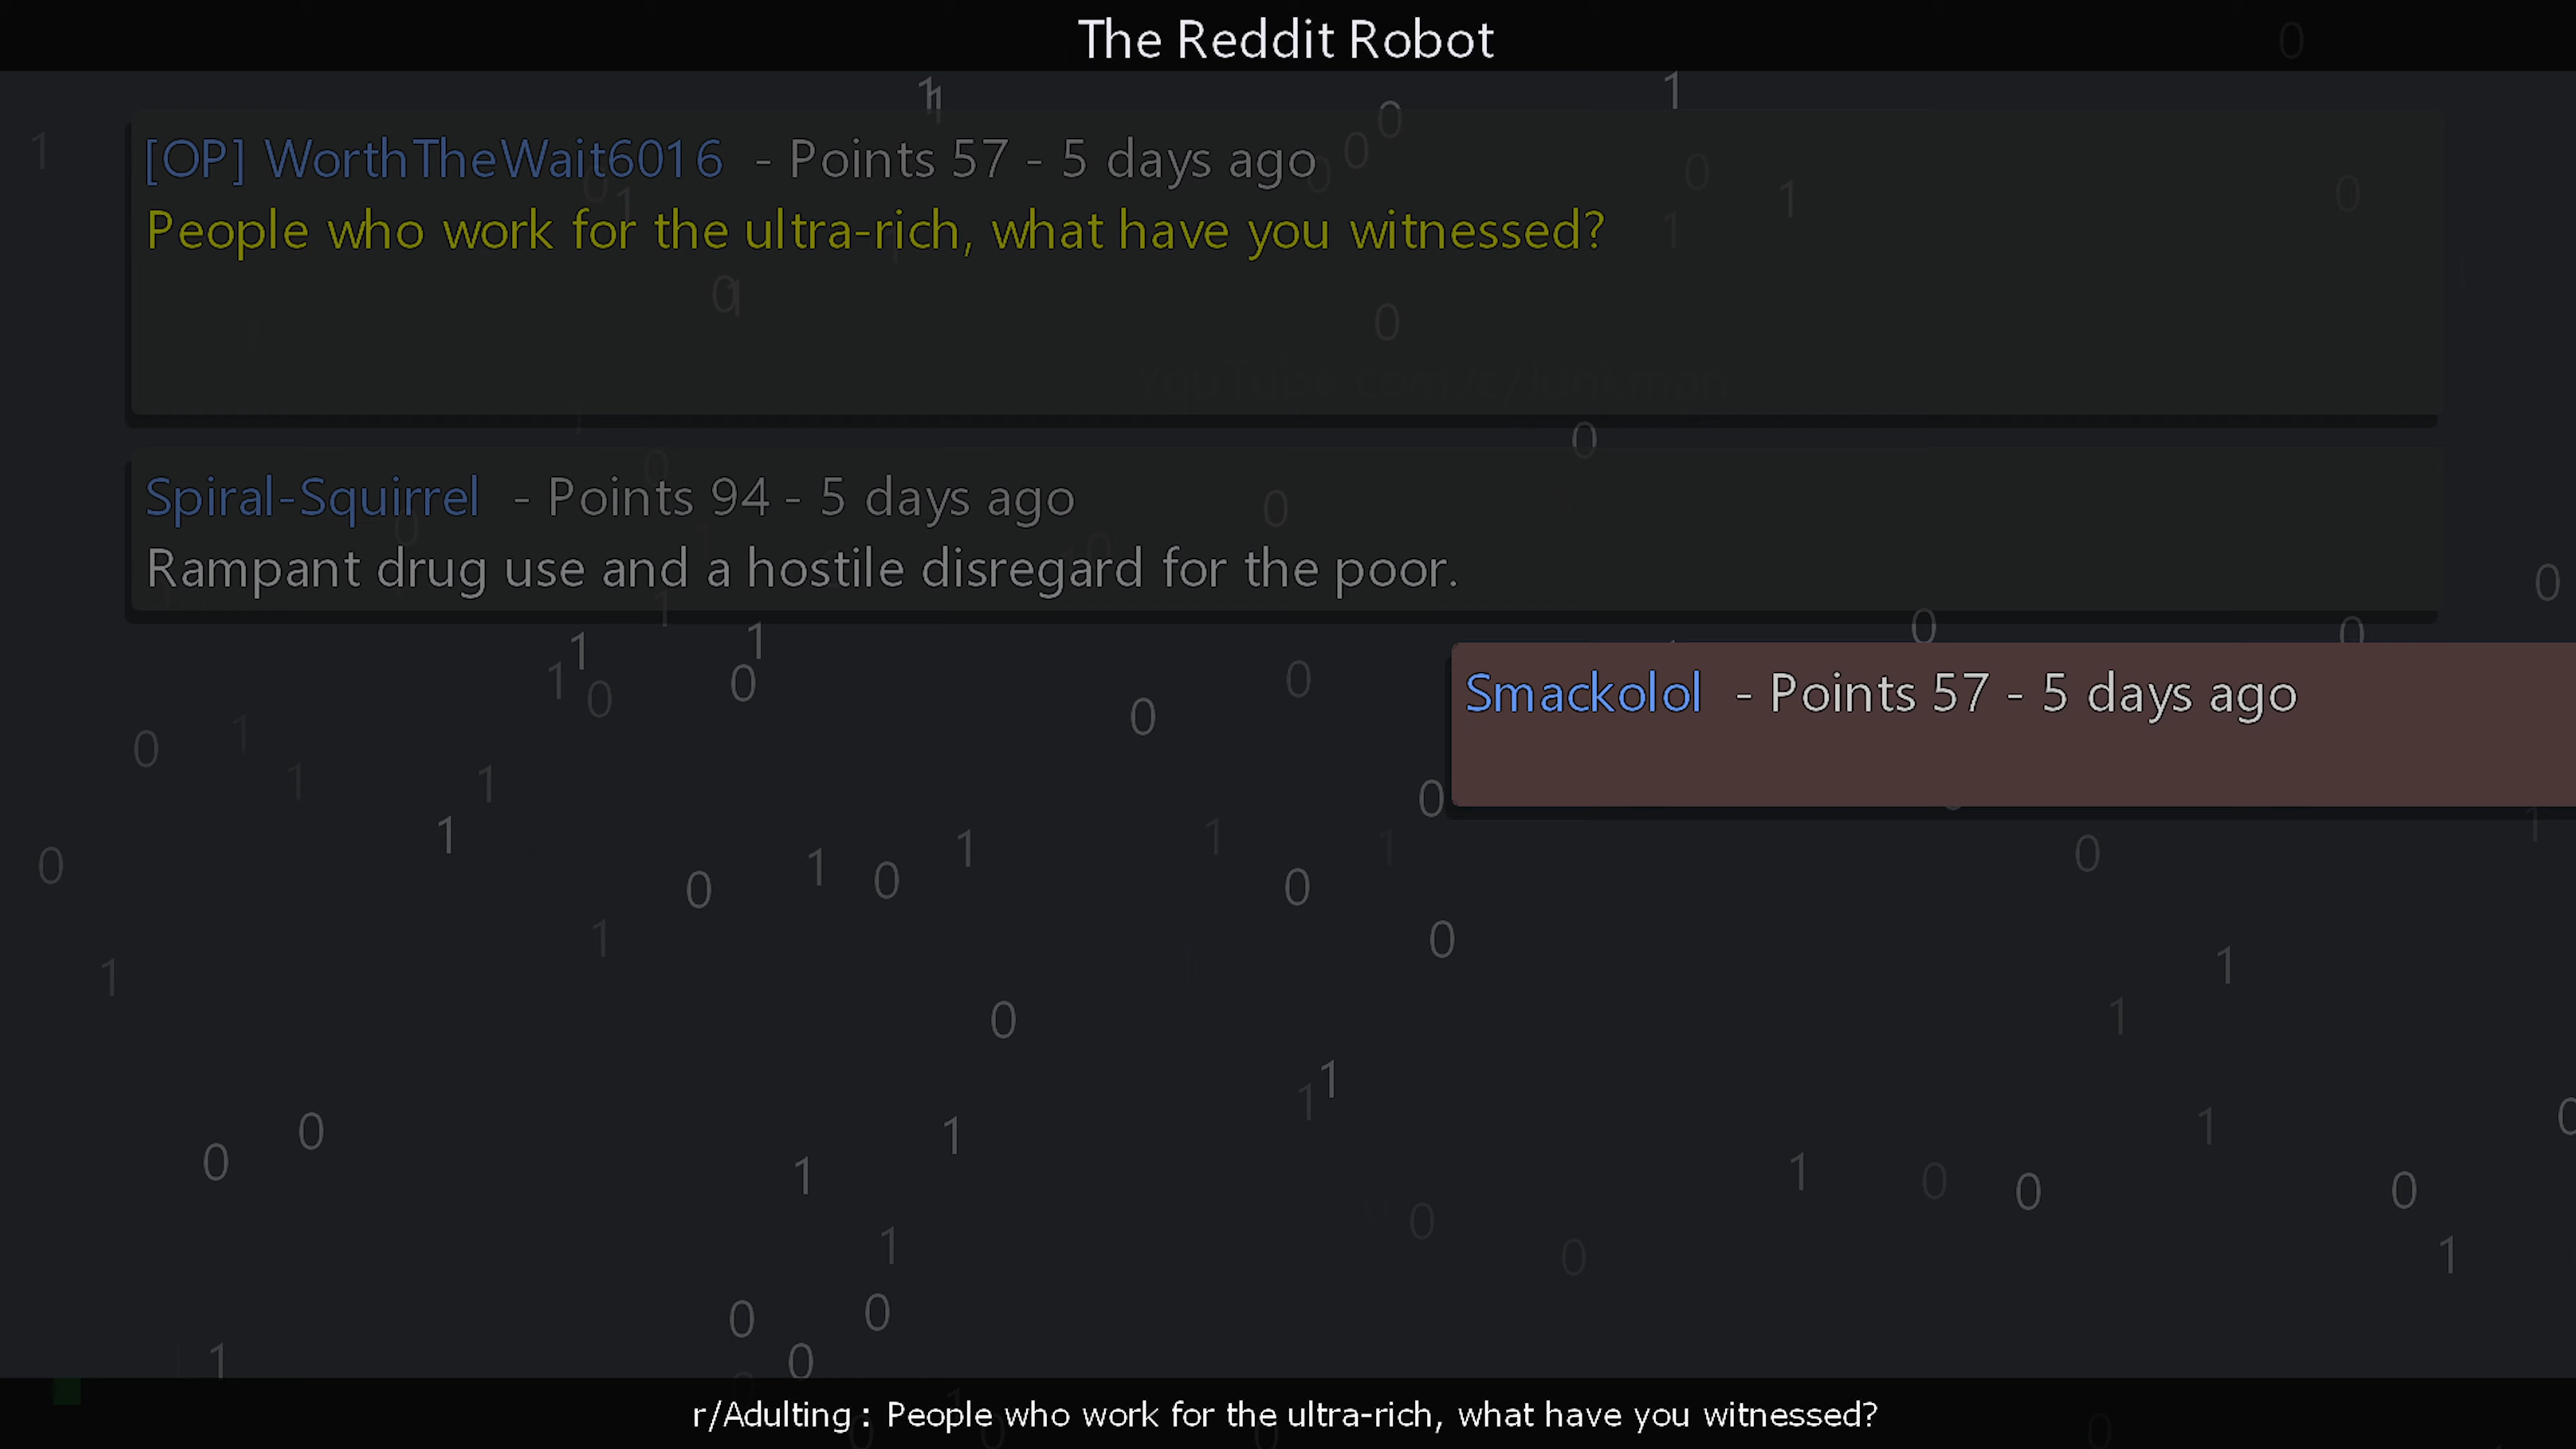 The Reddit Robot
[OP] WorthTheWait6016 - Points 57 - 5 days ago
People who work for the ultra-rich, what have you witnessed?
Spiral-Squirrel - Points 94 - 5 days ago
Rampant drug use and a hostile disregard for the poor.
Smackolol - Points 57 - 5 days ago
r/Adulting : People who work for the ultra-rich, what have you witnessed?